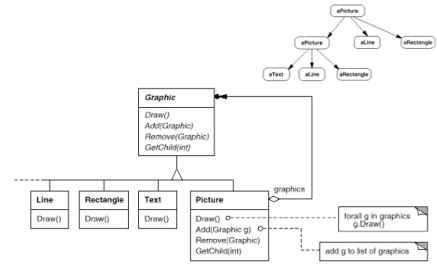 aPicture
aPicture
aLine
aRectangle
aText
aLine
aRectangle
Graphic
Draw()
Add(Graphic)
Remove(Graphic)
GetChild(int)
graphics
Line
Draw()
Rectangle
Draw()
Text
Draw()
Picture
Draw()
Add(Graphic g)
Remove(Graphic)
GetChild(int)
forall g in graphics
g.Draw()
add g to list of graphics